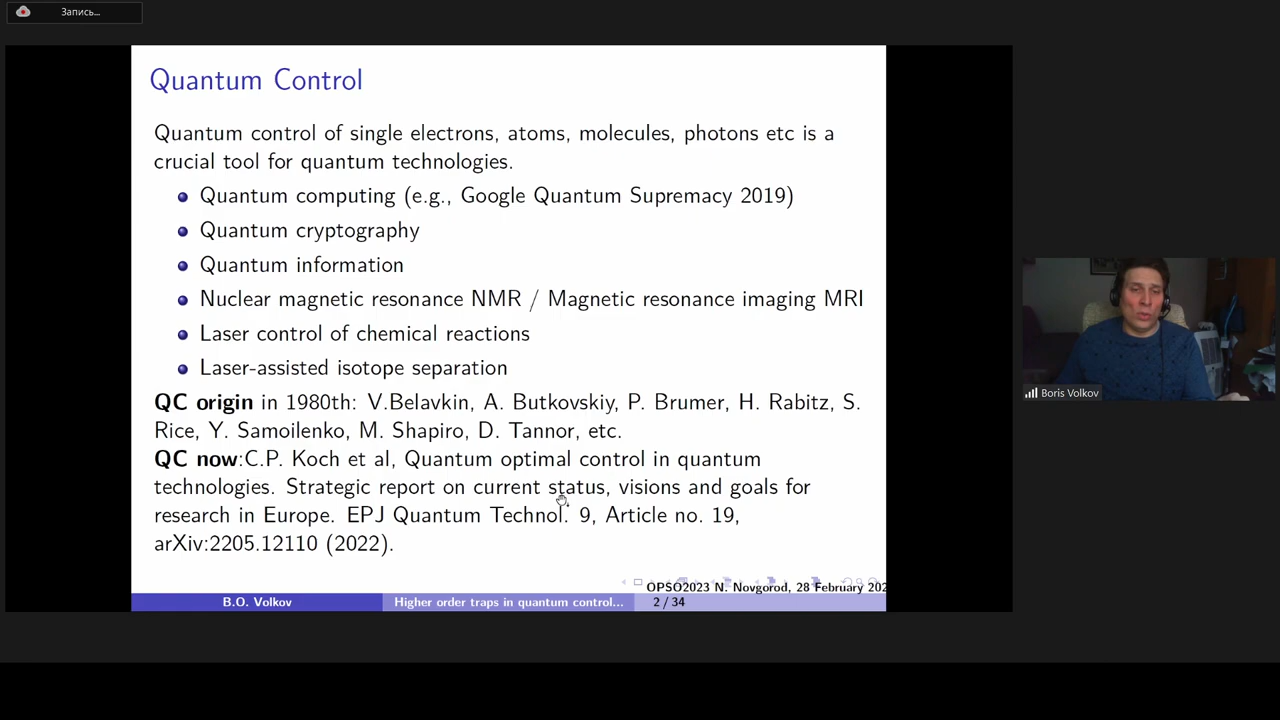 Запись...
Quantum Control
Quantum control of single electrons, atoms, molecules, photons etc is a
crucial tool for quantum technologies.
Quantum computing (e.g., Google Quantum Supremacy 2019)
Quantum cryptography
Quantum information
Nuclear magnetic resonance NMR / Magnetic resonance imaging MRI
Laser control of chemical reactions
Laser-assisted isotope separation
QC origin in 1980th: V.Belavkin, A. Butkovskiy, P. Brumer, H. Rabitz, S.
Rice, Y. Samoilenko, M. Shapiro, D. Tannor, etc.
QC now:C.P. Koch et al, Quantum optimal control in quantum
technologies. Strategic report on current status, visions and goals for
research in Europe. EPJ Quantum Technol. 9, Article no. 19,
arXiv:2205.12110 (2022).
OPSO2023 N. Novgorod, 28 February 202
B.O. Volkov
Higher order traps in quantum control...
2 / 34
Boris Volkov